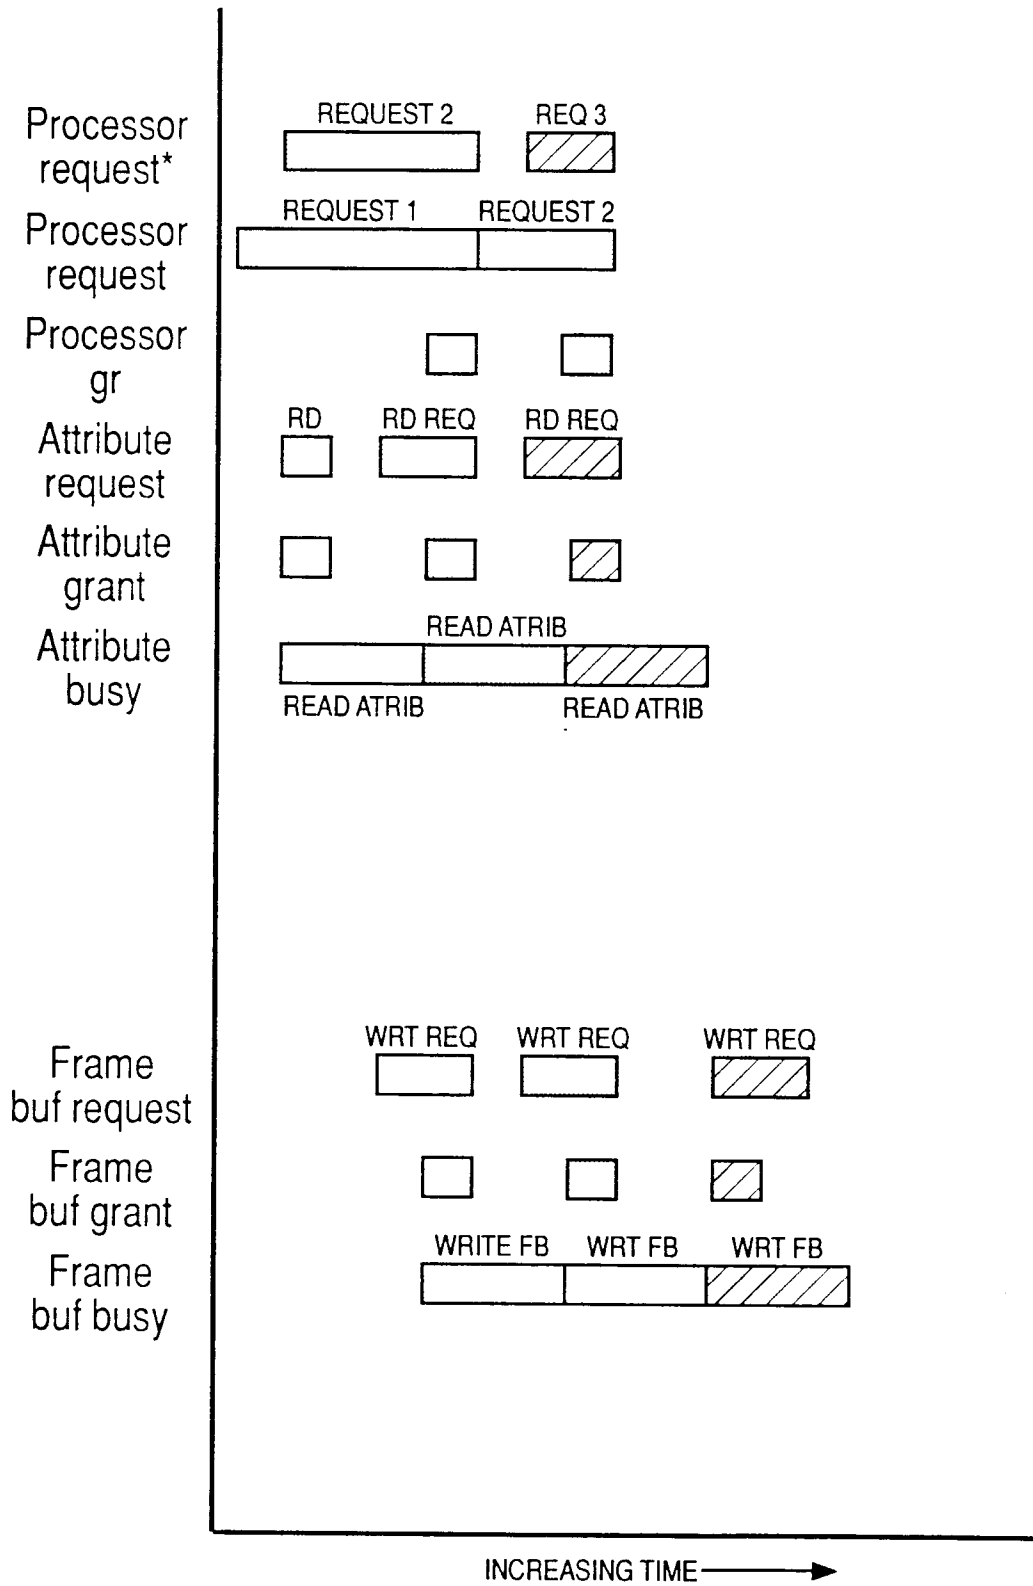 REQUEST 2 REQ 3
Processor
request*
REQUEST 1 REQUEST 2
Processor
request
Processor
gr
RD RD REQ RD REQ
Attribute
request
Attribute
grant
READ ATRIB
Attribute
busy
READ ATRIB READ ATRIB
WRT REQ WRT REQ WRT REQ
Frame
buf request
Frame
buf grant
WRITE FB WRT FB WRT FB
Frame
buf busy
INCREASING TIME